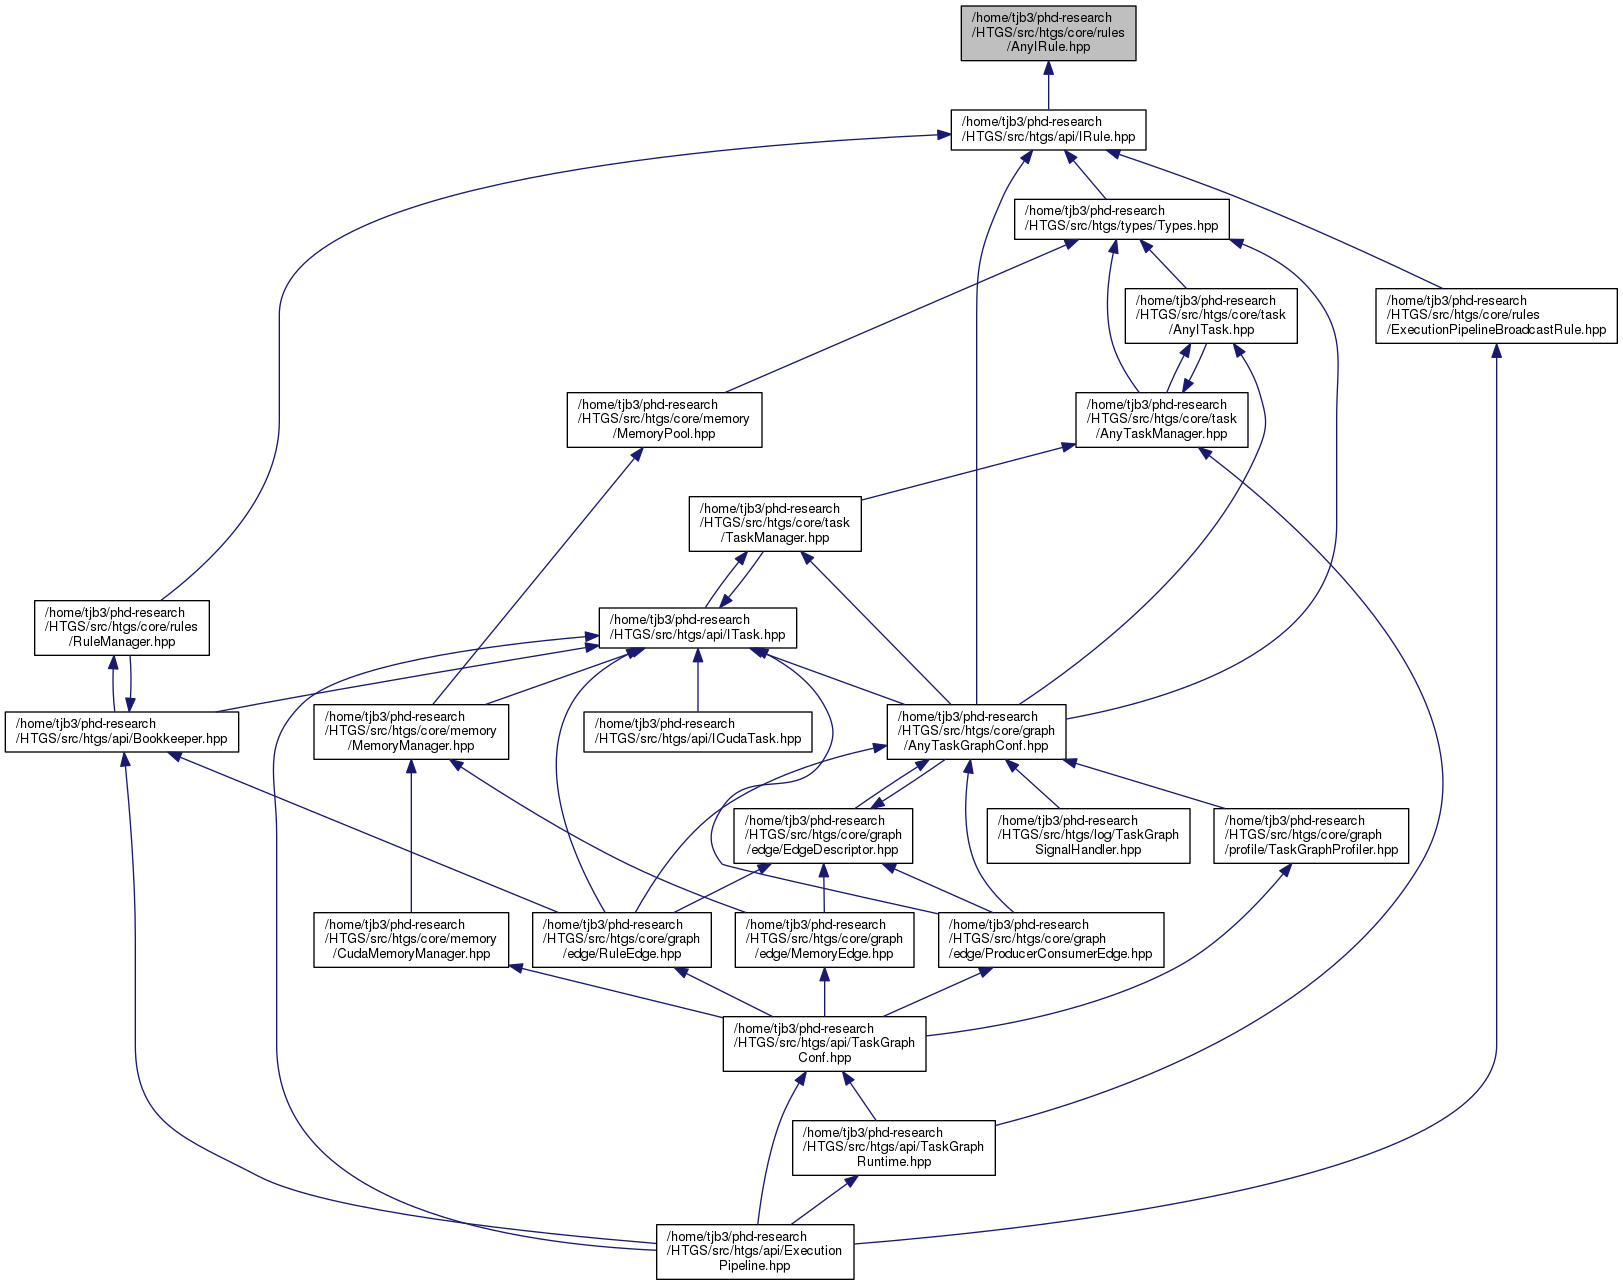 /home/tjb3/phd-research
/HTGS/src/htgs/core/rules
/AnyIRule.hpp
/home/tjb3/phd-research
/HTGS/src/htgs/api/IRule.hpp
/home/tjb3/phd-research
/HTGS/src/htgs/types/Types.hpp
/home/tjb3/phd-research
/HTGS/src/htgs/core/task
/AnyITask.hpp
/home/tjb3/phd-research
/HTGS/src/htgs/core/rules
/ExecutionPipelineBroadcastRule.hpp
/home/tjb3/phd-research
/HTGS/src/htgs/core/memory
/MemoryPool.hpp
/home/tjb3/phd-research
/HTGS/src/htgs/core/task
/AnyTaskManager.hpp
/home/tjb3/phd-research
/HTGS/src/htgs/core/task
/TaskManager.hpp
/home/tjb3/phd-research
/HTGS/src/htgs/core/rules
/RuleManager.hpp
/home/tjb3/phd-research
/HTGS/src/htgs/api/ITask.hpp
/home/tjb3/phd-research
/HTGS/src/htgs/api/Bookkeeper.hpp
/home/tjb3/phd-research
/HTGS/src/htgs/core/memory
/MemoryManager.hpp
/home/tjb3/phd-research
/HTGS/src/htgs/api/ICudaTask.hpp
/home/tjb3/phd-research
/HTGS/src/htgs/core/graph
/AnyTaskGraphConf.hpp
/home/tjb3/phd-research
/HTGS/src/htgs/core/graph
/edge/EdgeDescriptor.hpp
/home/tjb3/phd-research
/HTGS/src/htgs/log/TaskGraph
SignalHandler.hpp
/home/tjb3/phd-research
/HTGS/src/htgs/core/graph
/profile/TaskGraphProfiler.hpp
/home/tjb3/phd-research
/HTGS/src/htgs/core/memory
/CudaMemoryManager.hpp
/home/tjb3/phd-research
/HTGS/src/htgs/core/graph
/edge/RuleEdge.hpp
/home/tjb3/phd-research
/HTGS/src/htgs/core/graph
/edge/MemoryEdge.hpp
/home/tjb3/phd-research
/HTGS/src/htgs/core/graph
/edge/ProducerConsumerEdge.hpp
/home/tjb3/phd-research
/HTGS/src/htgs/api/TaskGraph
Conf.hpp
/home/tjb3/phd-research
/HTGS/src/htgs/api/TaskGraph
Runtime.hpp
/home/tjb3/phd-research
/HTGS/src/htgs/api/Execution
Pipeline.hpp